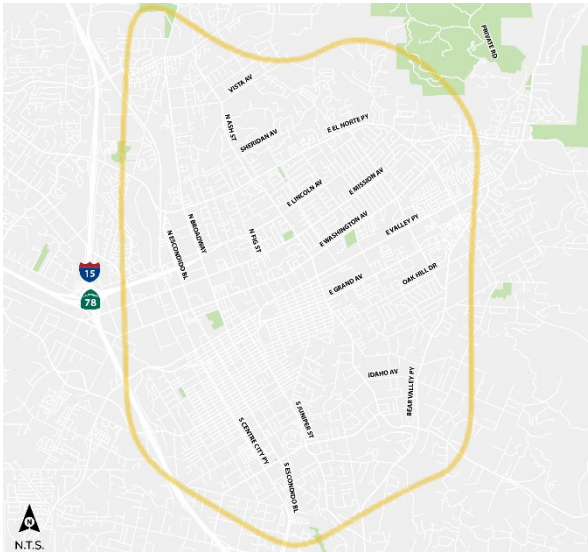 PRIVATE RD
VISTA AV
N ASH ST
SHERIDAN AV
E EL NORTE PY
E LINCOLN AV
E MISSION AV
N BROADWAY
N ESCONDIDO BL
N FIG ST
E WASHINGTON AV
E VALLEY PY
15
78
E GRAND AV
OAK HILL DR
IDAHO AV
BEAR VALLEY PY
S JUNIPER ST
S CENTRE CITY PY
S ESCONDIDO BL
N
N.T.S.